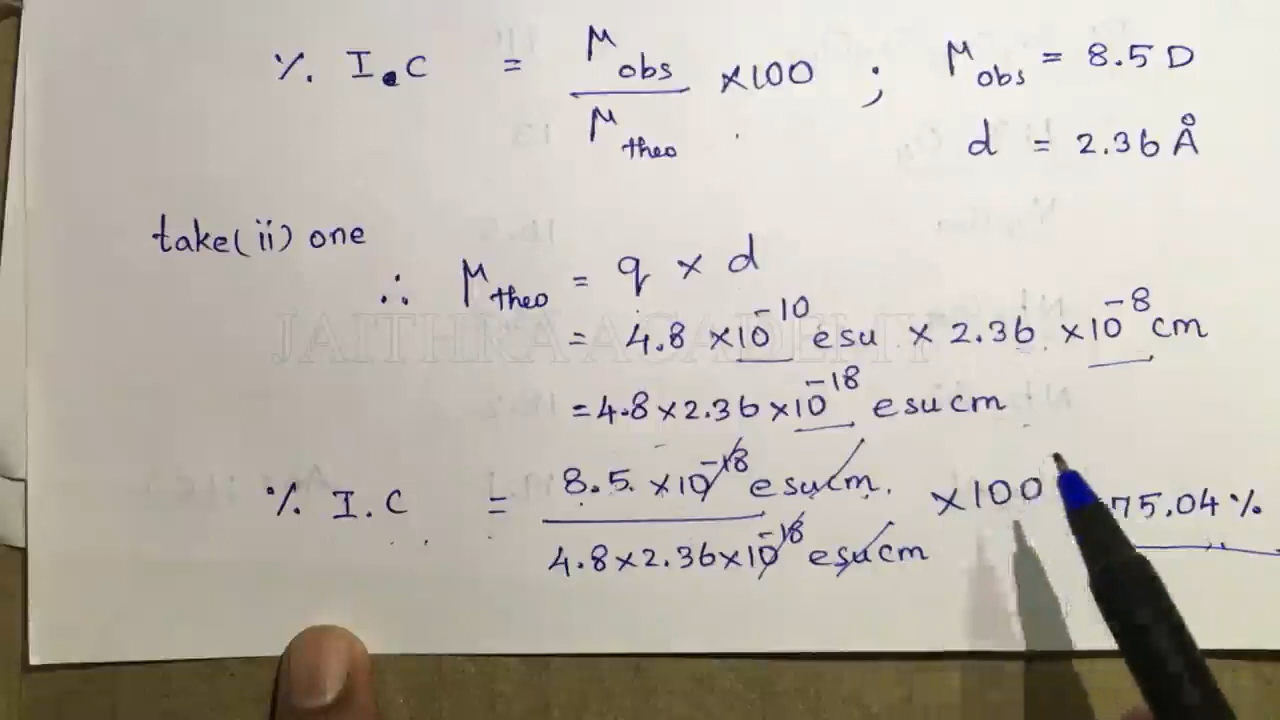 % I.C = μobs / μtheo × 100 ; μobs = 8.5 D
d = 2.36 Å
take(ii) one
∴ μtheo = q × d
JAITHRA ACADEMY
= 4.8 × 10⁻¹⁰ esu × 2.36 × 10⁻⁸ cm
= 4.8 × 2.36 × 10⁻¹⁸ esu cm
% I.C = 8.5 × 10⁻¹⁸ esu cm. / 4.8 × 2.36 × 10⁻¹⁸ esu cm × 100 75.04 %